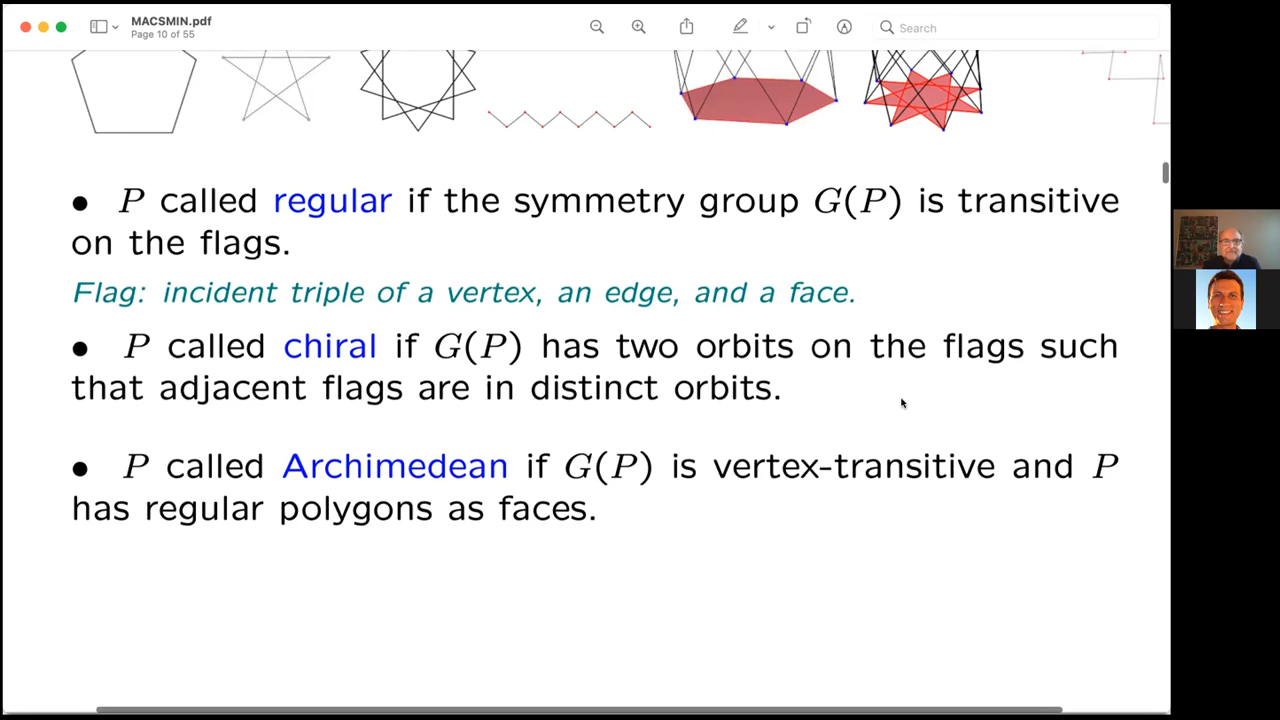 MACSMIN.pdf
Page 10 of 55
Search
• P called regular if the symmetry group G(P) is transitive
on the flags.
Flag: incident triple of a vertex, an edge, and a face.
• P called chiral if G(P) has two orbits on the flags such
that adjacent flags are in distinct orbits.
• P called Archimedean if G(P) is vertex-transitive and P
has regular polygons as faces.